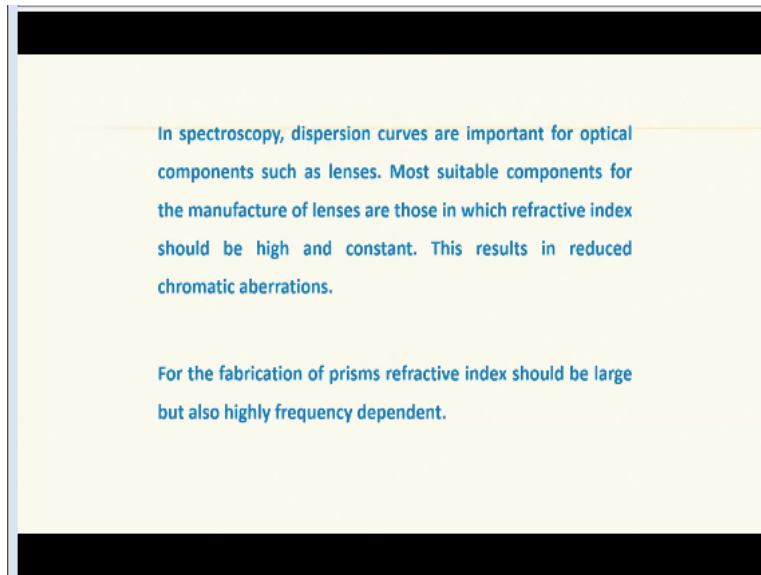 In spectroscopy, dispersion curves are important for optical
components such as lenses. Most suitable components for
the manufacture of lenses are those in which refractive index
should be high and constant. This results in reduced
chromatic aberrations.
For the fabrication of prisms refractive index should be large
but also highly frequency dependent.